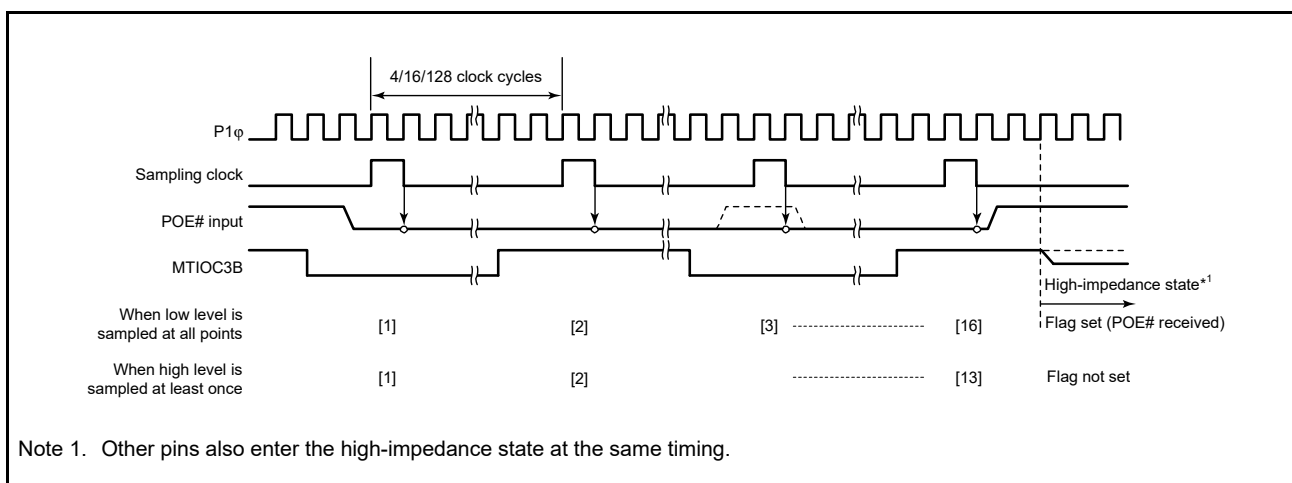 4/16/128 clock cycles
P1φ
Sampling clock
POE# input
MTIOC3B
High-impedance state*1
When low level is
sampled at all points
[1]
[2]
[3]
[16]
Flag set (POE# received)
When high level is
sampled at least once
[1]
[2]
[13]
Flag not set
Note 1. Other pins also enter the high-impedance state at the same timing.